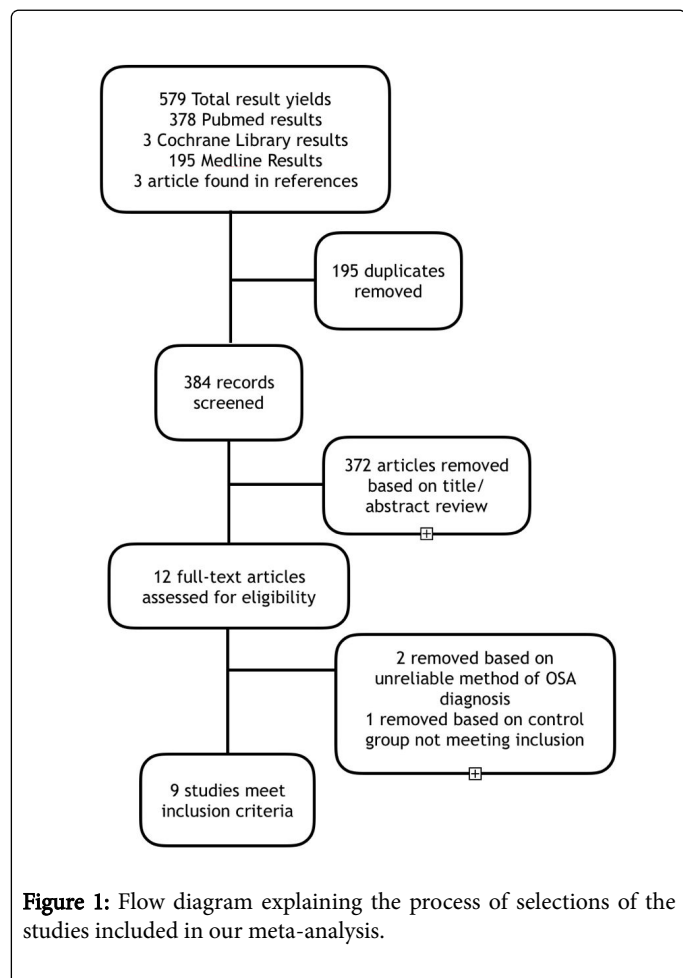 579 Total result yields
378 Pubmed results
3 Cochrane Library results
195 Medline Results
3 article found in references
195 duplicates
removed
384 records
screened
372 articles removed
based on title/
abstract review
12 full-text articles
assessed for eligibility
2 removed based on
unreliable method of OSA
diagnosis
1 removed based on control
group not meeting inclusion
9 studies meet
inclusion criteria
Figure 1: Flow diagram explaining the process of selections of the
studies included in our meta-analysis.